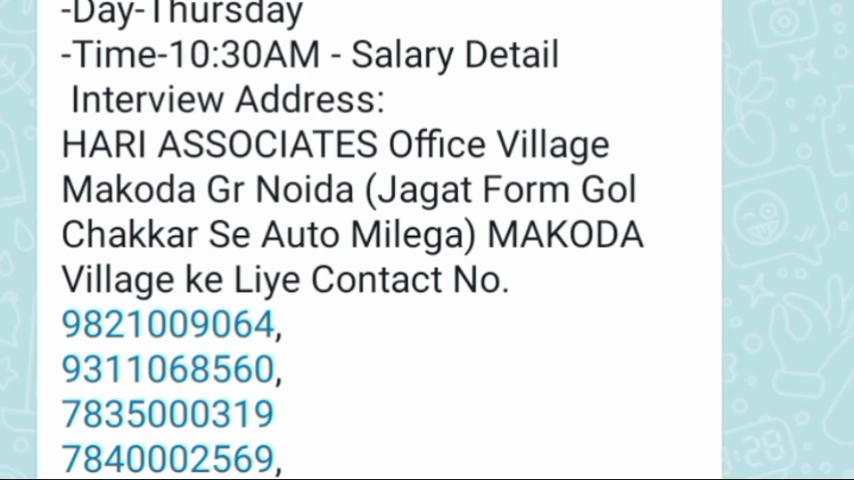 -Day-Thursday
-Time-10:30AM - Salary Detail
Interview Address:
HARI ASSOCIATES Office Village
Makoda Gr Noida (Jagat Form Gol
Chakkar Se Auto Milega) MAKODA
Village ke Liye Contact No.
9821009064,
9311068560,
7835000319
7840002569,